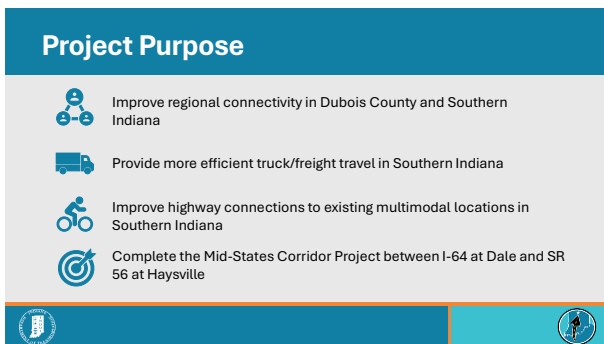 Project Purpose
Improve regional connectivity in Dubois County and Southern
Indiana
Provide more efficient truck/freight travel in Southern Indiana
Improve highway connections to existing multimodal locations in
Southern Indiana
Complete the Mid-States Corridor Project between I-64 at Dale and SR
56 at Haysville